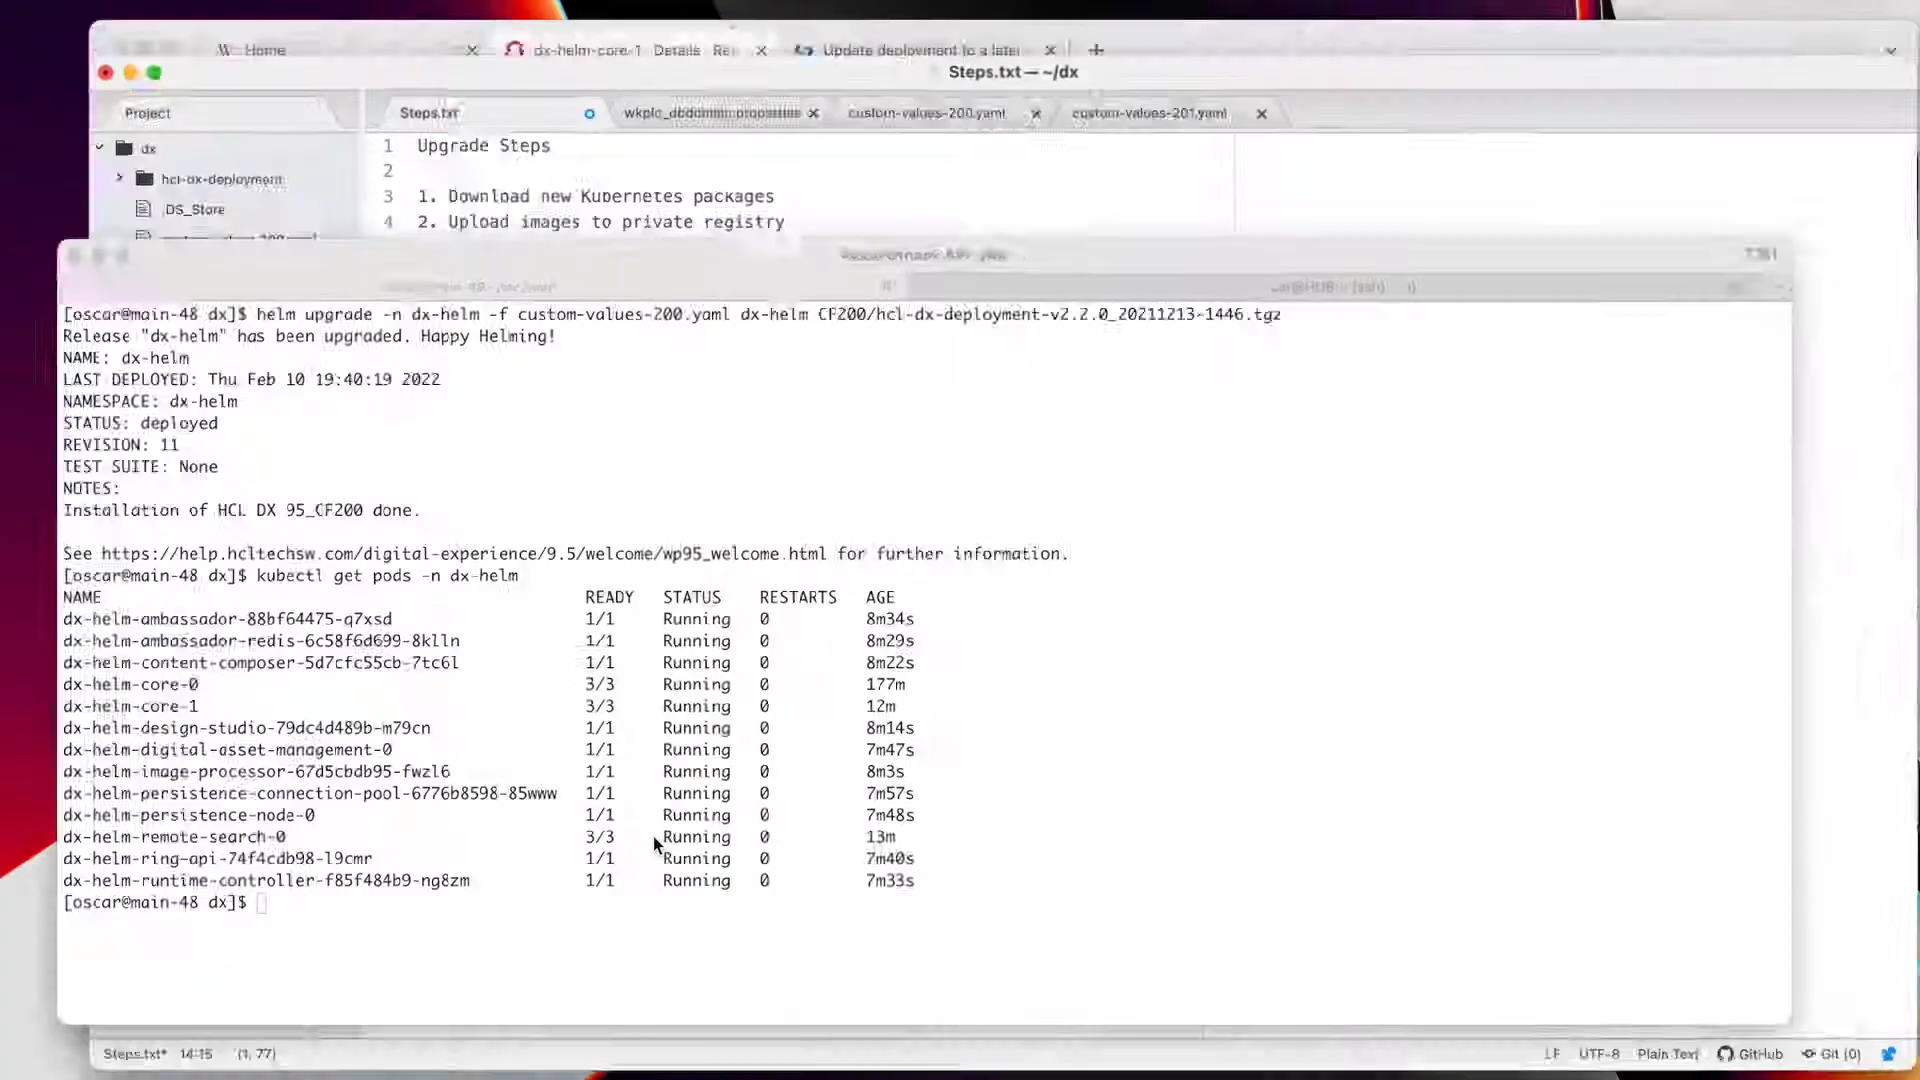 Home
dx-helm-core-1 Details Re
Update deployment to a later
Steps.txt — ~/dx
Project
Steps.txt
custom-values-200.yaml
custom-values-201.yaml
dx
hcl-dx-deployment
.DS_Store
1 Upgrade Steps
2
3 1. Download new Kubernetes packages
4 2. Upload images to private registry
[oscar@main-48 dx]$ helm upgrade -n dx-helm -f custom-values-200.yaml dx-helm CF200/hcl-dx-deployment-v2.2.0_20211213-1446.tgz
Release "dx-helm" has been upgraded. Happy Helming!
NAME: dx-helm
LAST DEPLOYED: Thu Feb 10 19:40:19 2022
NAMESPACE: dx-helm
STATUS: deployed
REVISION: 11
TEST SUITE: None
NOTES:
Installation of HCL DX 95_CF200 done.
See https://help.hcltechsw.com/digital-experience/9.5/welcome/wp95_welcome.html for further information.
[oscar@main-48 dx]$ kubectl get pods -n dx-helm
NAME READY STATUS RESTARTS AGE
dx-helm-ambassador-88bf64475-q7xsd 1/1 Running 0 8m34s
dx-helm-ambassador-redis-6c58f6d699-8klln 1/1 Running 0 8m29s
dx-helm-content-composer-5d7cfc55cb-7tc6l 1/1 Running 0 8m22s
dx-helm-core-0 3/3 Running 0 177m
dx-helm-core-1 3/3 Running 0 12m
dx-helm-design-studio-79dc4d489b-m79cn 1/1 Running 0 8m14s
dx-helm-digital-asset-management-0 1/1 Running 0 7m47s
dx-helm-image-processor-67d5cbdb95-fwzl6 1/1 Running 0 8m3s
dx-helm-persistence-connection-pool-6776b8598-85www 1/1 Running 0 7m57s
dx-helm-persistence-node-0 1/1 Running 0 7m48s
dx-helm-remote-search-0 3/3 Running 0 13m
dx-helm-ring-api-74f4cdb98-l9cmr 1/1 Running 0 7m40s
dx-helm-runtime-controller-f85f484b9-ng8zm 1/1 Running 0 7m33s
[oscar@main-48 dx]$
Steps.txt* 14:15 (1, 77)
LF UTF-8 Plain Text GitHub Git (0)